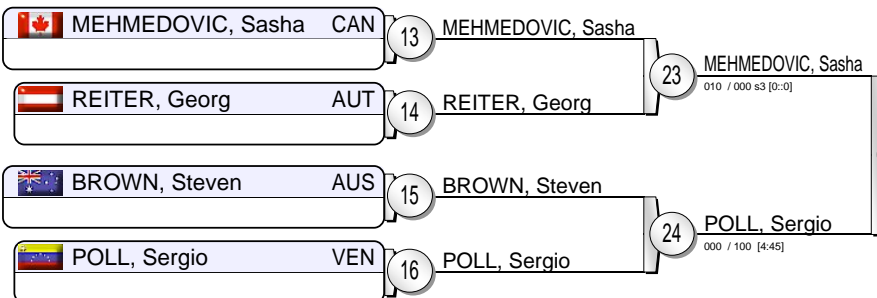 MEHMEDOVIC, Sasha CAN
13
MEHMEDOVIC, Sasha
23
MEHMEDOVIC, Sasha
010 / 000 s3 [0::0]
REITER, Georg AUT
14
REITER, Georg
BROWN, Steven AUS
15
BROWN, Steven
24
POLL, Sergio
000 / 100 [4:45]
POLL, Sergio VEN
16
POLL, Sergio